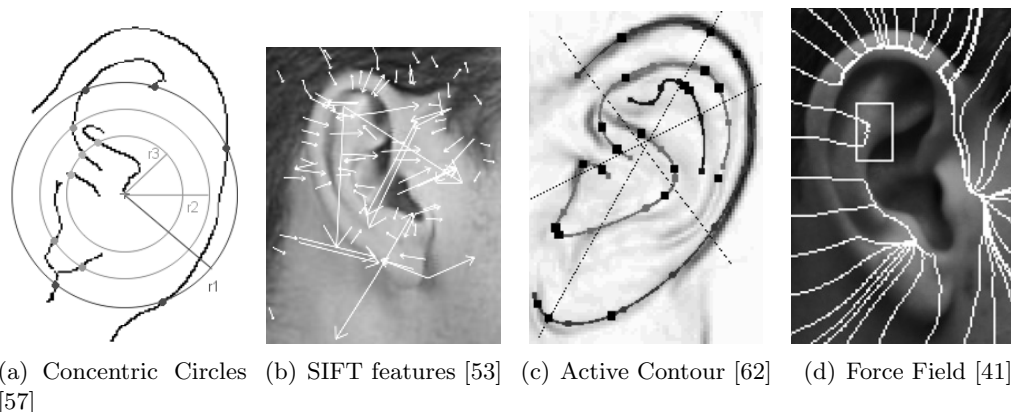 r3
r2
r1
(a) Concentric Circles [57]
(b) SIFT features [53]
(c) Active Contour [62]
(d) Force Field [41]